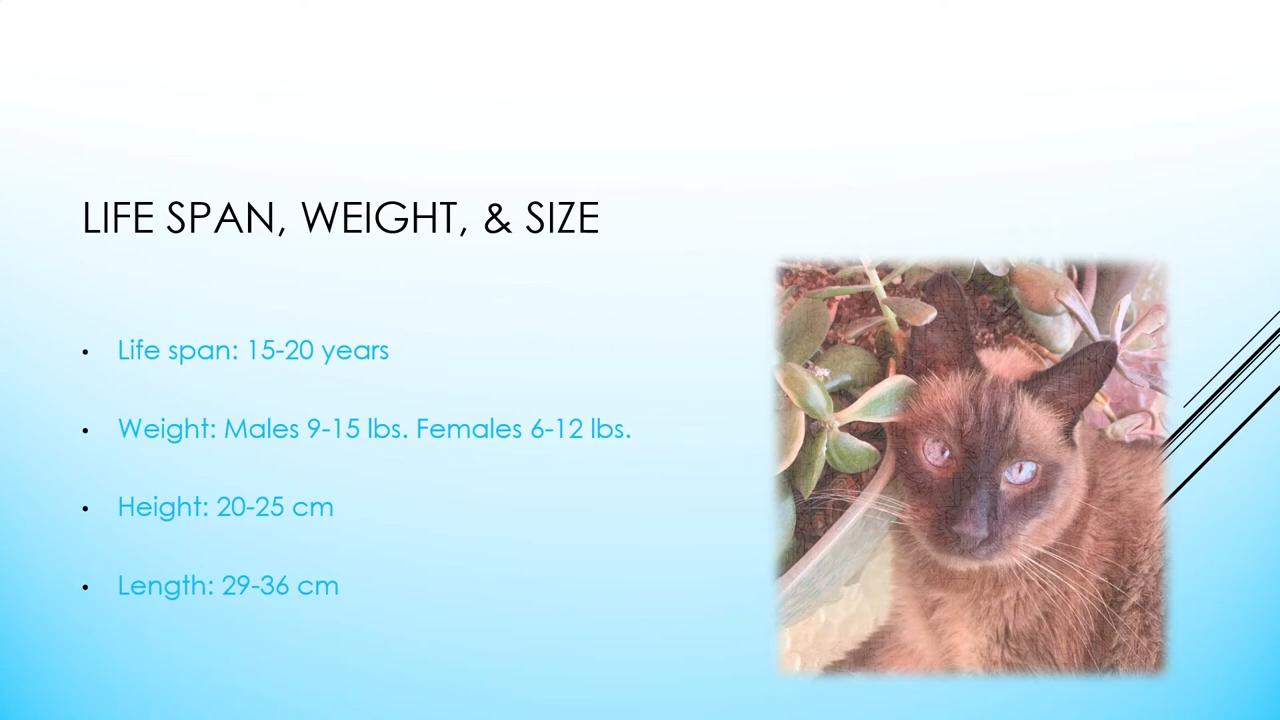 LIFE SPAN, WEIGHT, & SIZE
• Life span: 15-20 years
• Weight: Males 9-15 lbs. Females 6-12 lbs.
• Height: 20-25 cm
• Length: 29-36 cm